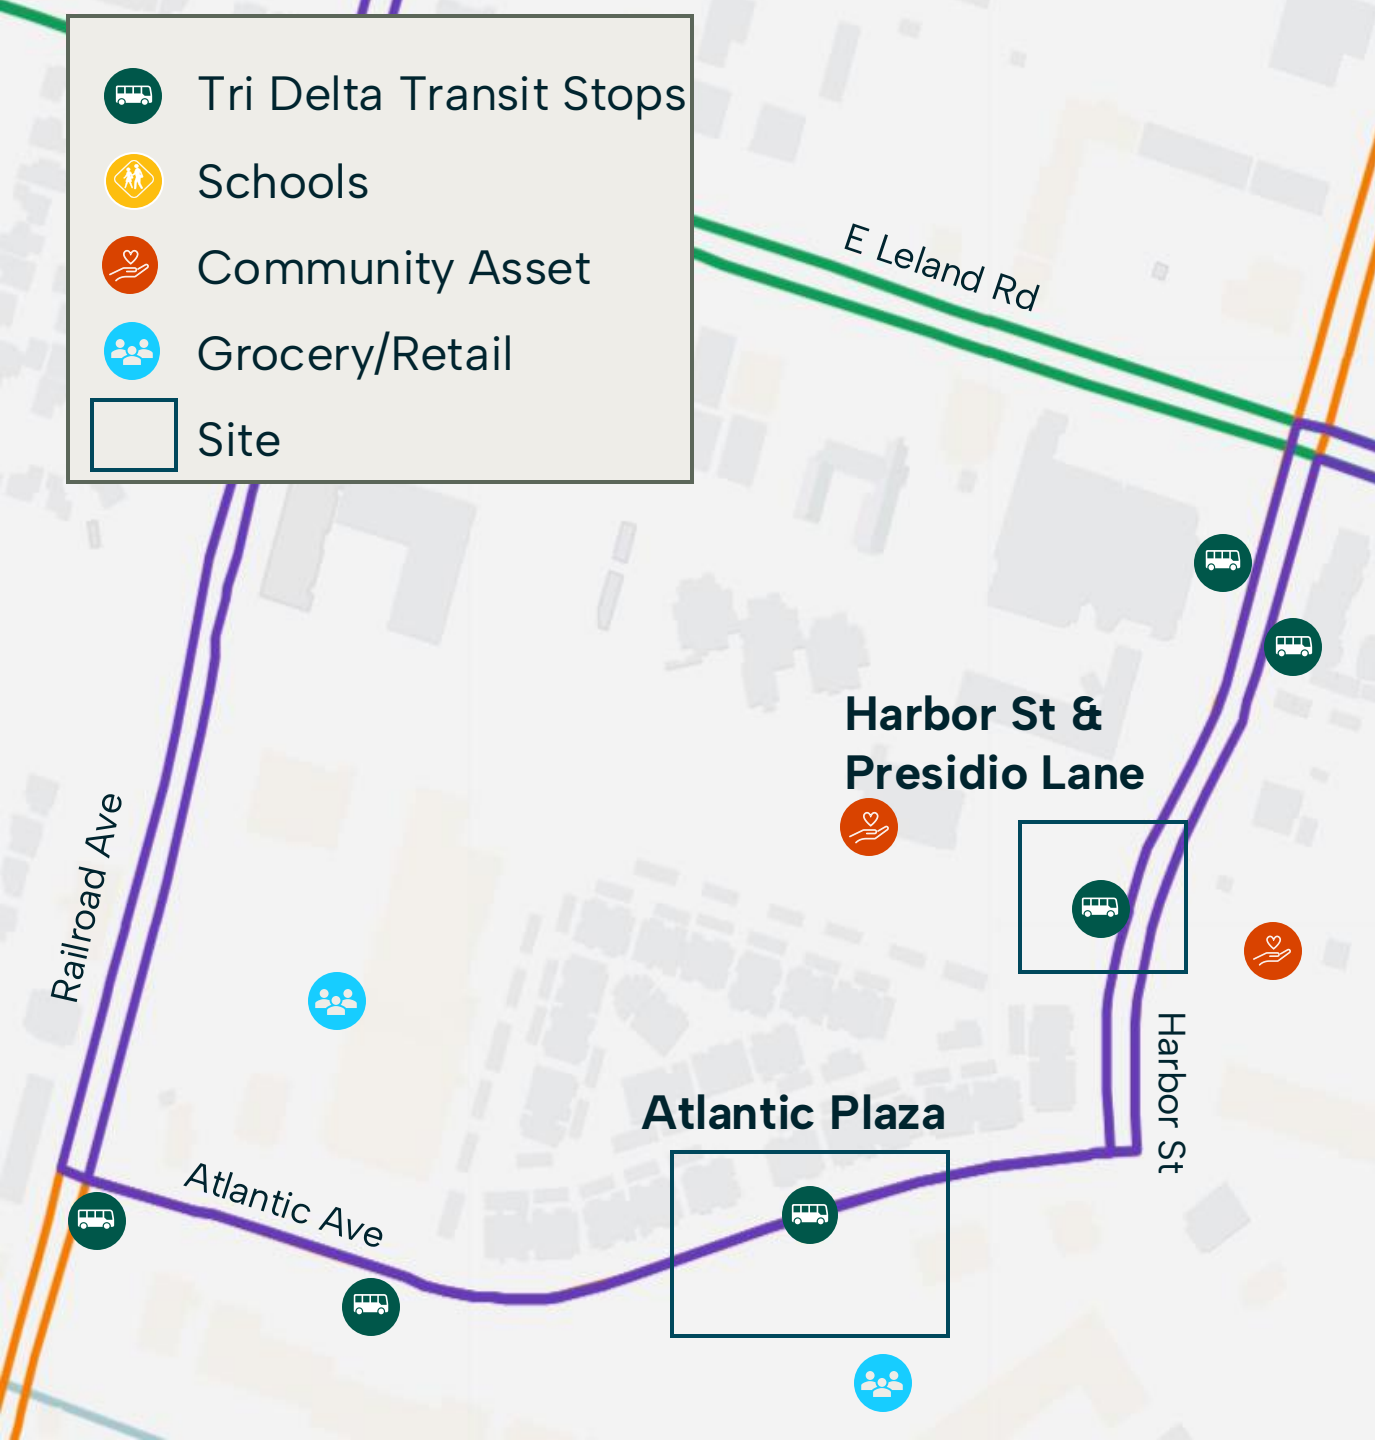 Tri Delta Transit Stops
Schools
Community Asset
Grocery/Retail
Site
E Leland Rd
Harbor St &
Presidio Lane
Railroad Ave
Harbor St
Atlantic Plaza
Atlantic Ave